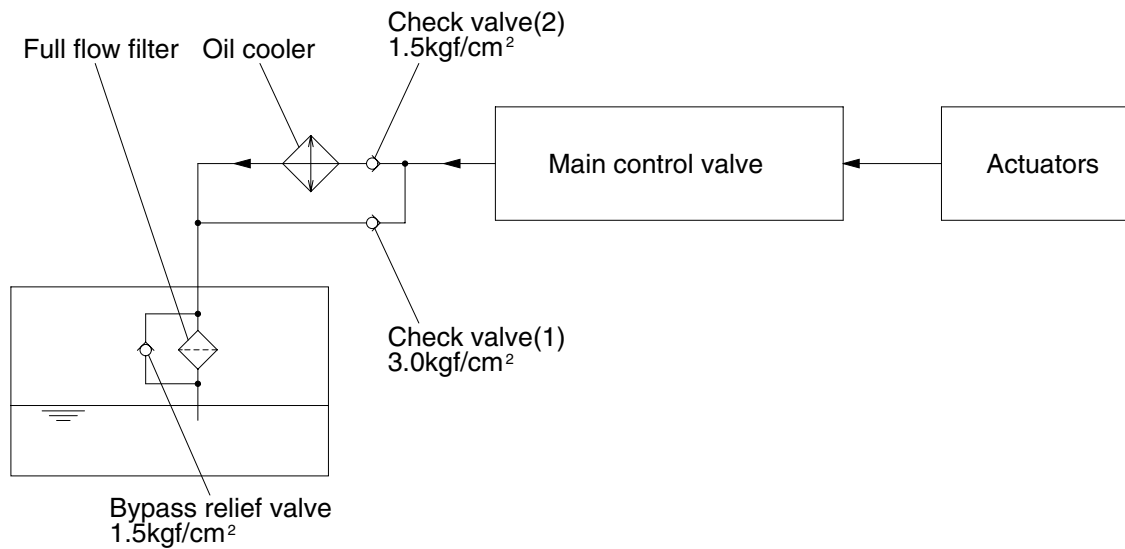 Check valve(2)
1.5kgf/cm²
Full flow filter
Oil cooler
Main control valve
Actuators
Check valve(1)
3.0kgf/cm²
Bypass relief valve
1.5kgf/cm²